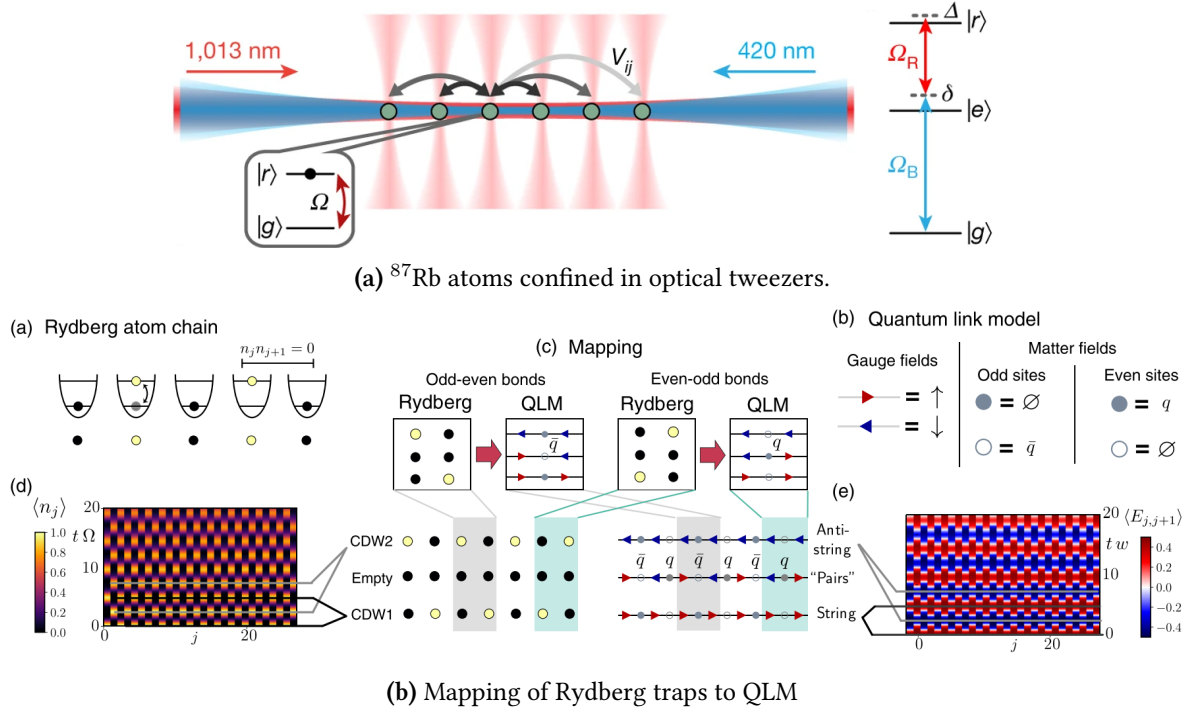 1,013 nm
V_ij
420 nm
|r⟩
Ω
|g⟩
Δ
|r⟩
Ω_R
δ
|e⟩
Ω_B
|g⟩
(a) ⁸⁷Rb atoms confined in optical tweezers.
(a) Rydberg atom chain
n_j n_{j+1} = 0
(c) Mapping
Odd-even bonds
Rydberg
QLM
q̄
Even-odd bonds
Rydberg
QLM
q
(b) Quantum link model
Gauge fields
= ↑
= ↓
Matter fields
Odd sites
= ∅
= q̄
Even sites
= q
= ∅
(d)
⟨n_j⟩
1.0
0.8
0.6
0.4
0.2
0.0
20
t Ω
10
0
0
j
20
CDW2
Empty
CDW1
q̄ q q̄ q q̄ q
Anti-
string
"Pairs"
String
(e)
⟨E_{j,j+1}⟩
20
t w
10
0
0
j
20
0.4
0.2
0.0
−0.2
−0.4
(b) Mapping of Rydberg traps to QLM